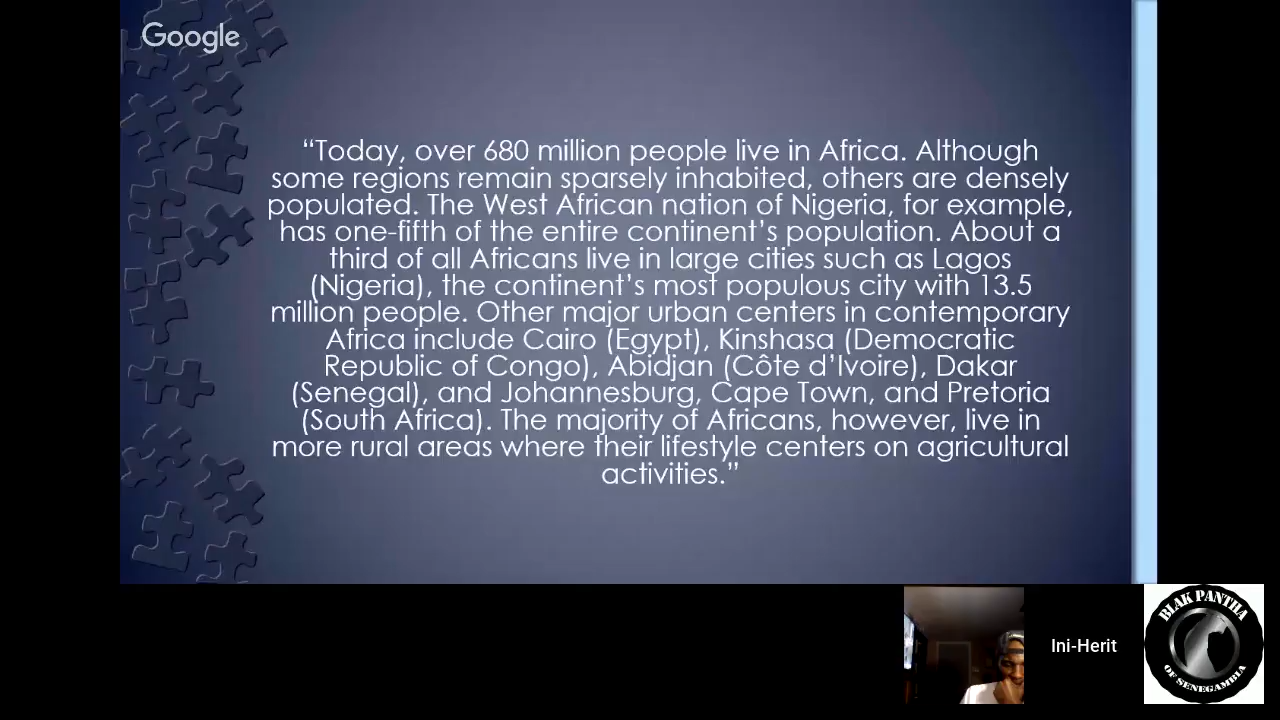 Google
“Today, over 680 million people live in Africa. Although
some regions remain sparsely inhabited, others are densely
populated. The West African nation of Nigeria, for example,
has one-fifth of the entire continent’s population. About a
third of all Africans live in large cities such as Lagos
(Nigeria), the continent’s most populous city with 13.5
million people. Other major urban centers in contemporary
Africa include Cairo (Egypt), Kinshasa (Democratic
Republic of Congo), Abidjan (Côte d’Ivoire), Dakar
(Senegal), and Johannesburg, Cape Town, and Pretoria
(South Africa). The majority of Africans, however, live in
more rural areas where their lifestyle centers on agricultural
activities.”
Ini-Herit
BLAK PANTHA
OF SENEGAMBIA